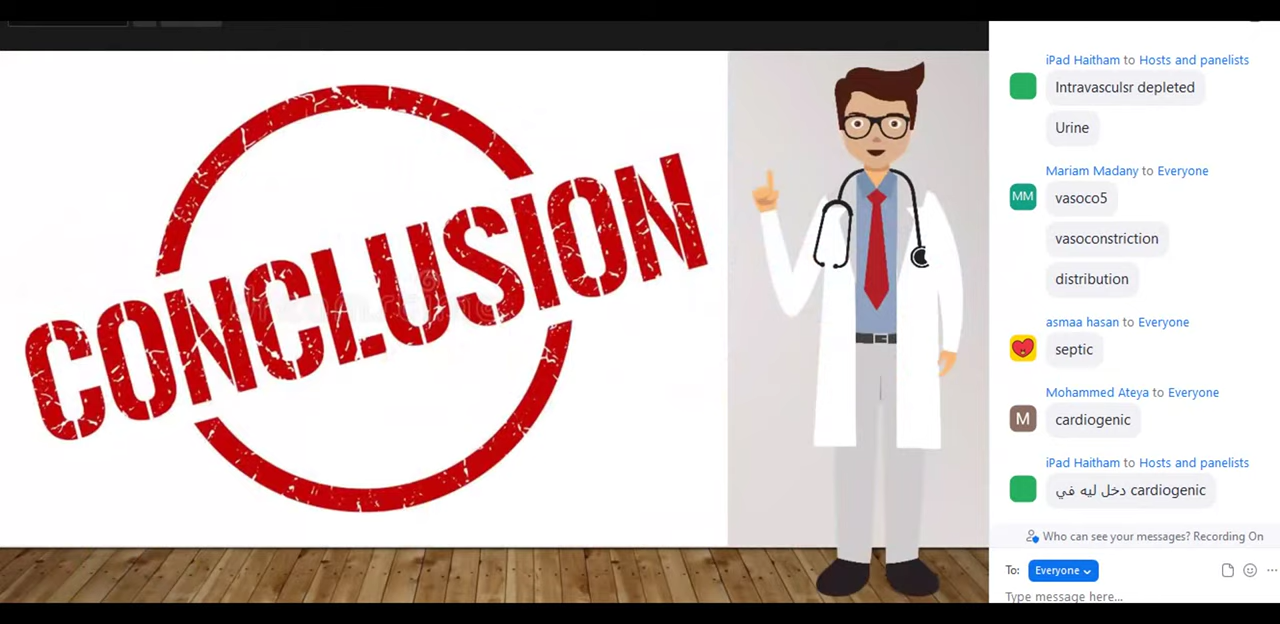 CONCLUSION
iPad Haitham to Hosts and panelists
Intravasculsr depleted
Urine
Mariam Madany to Everyone
MM
vasoco5
vasoconstriction
distribution
asmaa hasan to Everyone
septic
Mohammed Ateya to Everyone
M
cardiogenic
iPad Haitham to Hosts and panelists
دخل ليه في cardiogenic
Who can see your messages? Recording On
To: Everyone
Type message here...